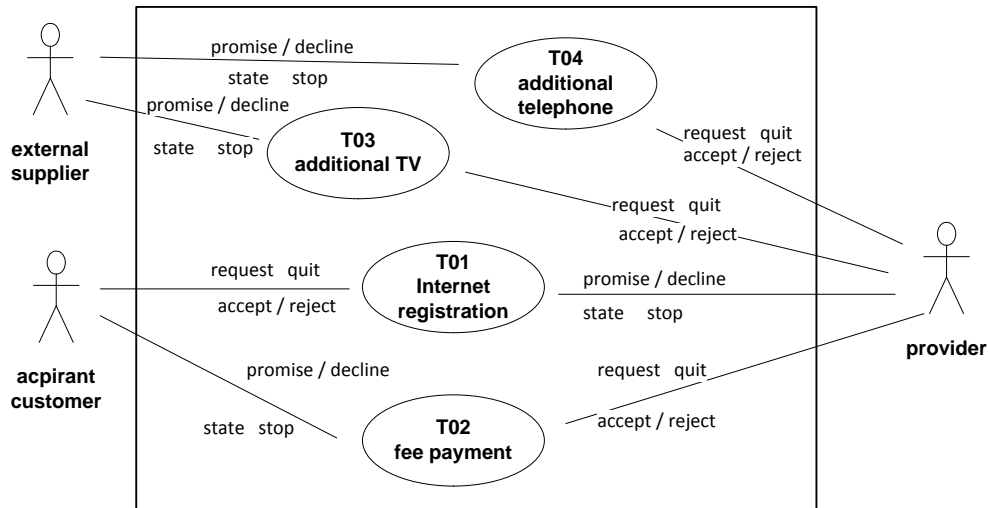 promise / decline
state stop
T04
additional
telephone
promise / decline
state stop
T03
additional TV
external
supplier
request quit
accept / reject
request quit
accept / reject
T01
Internet
registration
request quit
accept / reject
promise / decline
state stop
provider
acpirant
customer
promise / decline
state stop
T02
fee payment
request quit
accept / reject